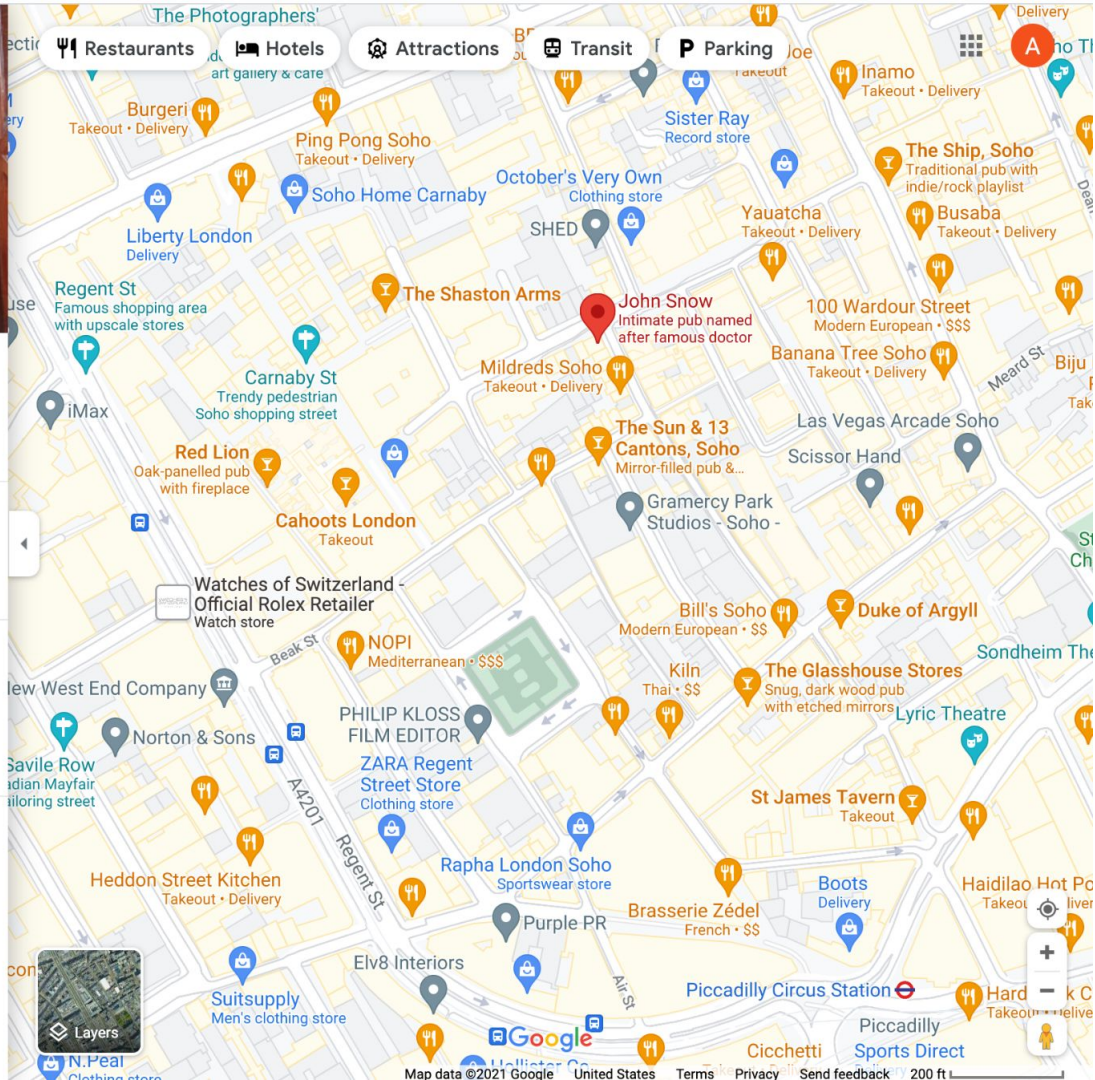 The Photographers'
Delivery
Restaurants
Hotels
Attractions
Transit
Parking
A
art gallery & cafe
Takeout
Inamo
Takeout • Delivery
Burgeri
Takeout • Delivery
Ping Pong Soho
Takeout • Delivery
Sister Ray
Record store
The Ship, Soho
Traditional pub with
indie/rock playlist
Soho Home Carnaby
October's Very Own
Clothing store
Yauatcha
Takeout • Delivery
Busaba
Takeout • Delivery
Liberty London
Delivery
SHED
Regent St
Famous shopping area
with upscale stores
The Shaston Arms
John Snow
Intimate pub named
after famous doctor
100 Wardour Street
Modern European • $$$
Carnaby St
Trendy pedestrian
Soho shopping street
Mildreds Soho
Takeout • Delivery
Banana Tree Soho
Takeout • Delivery
Meard St
Biju
iMax
Las Vegas Arcade Soho
Red Lion
Oak-panelled pub
with fireplace
The Sun & 13
Cantons, Soho
Mirror-filled pub &...
Scissor Hand
Cahoots London
Takeout
Gramercy Park
Studios - Soho -
Watches of Switzerland -
Official Rolex Retailer
Watch store
Bill's Soho
Modern European • $$
Duke of Argyll
Beak St
NOPI
Mediterranean • $$$
Kiln
Thai • $$
The Glasshouse Stores
Snug, dark wood pub
with etched mirrors
Sondheim
New West End Company
Norton & Sons
PHILIP KLOSS
FILM EDITOR
Lyric Theatre
Savile Row
Mayfair
street
ZARA Regent
Street Store
Clothing store
A4201
Regent St
St James Tavern
Takeout
Heddon Street Kitchen
Takeout • Delivery
Rapha London Soho
Sportswear store
Boots
Delivery
Haidilao Hot
Brasserie Zédel
French • $$
Purple PR
Elv8 Interiors
Air St
Piccadilly Circus Station
Suitsupply
Men's clothing store
Layers
Google
Piccadilly
Sports Direct
Delivery
Cicchetti
N.Peal
Clothing store
Map data ©2021 Google
United States
Terms
Privacy
Send feedback
200 ft